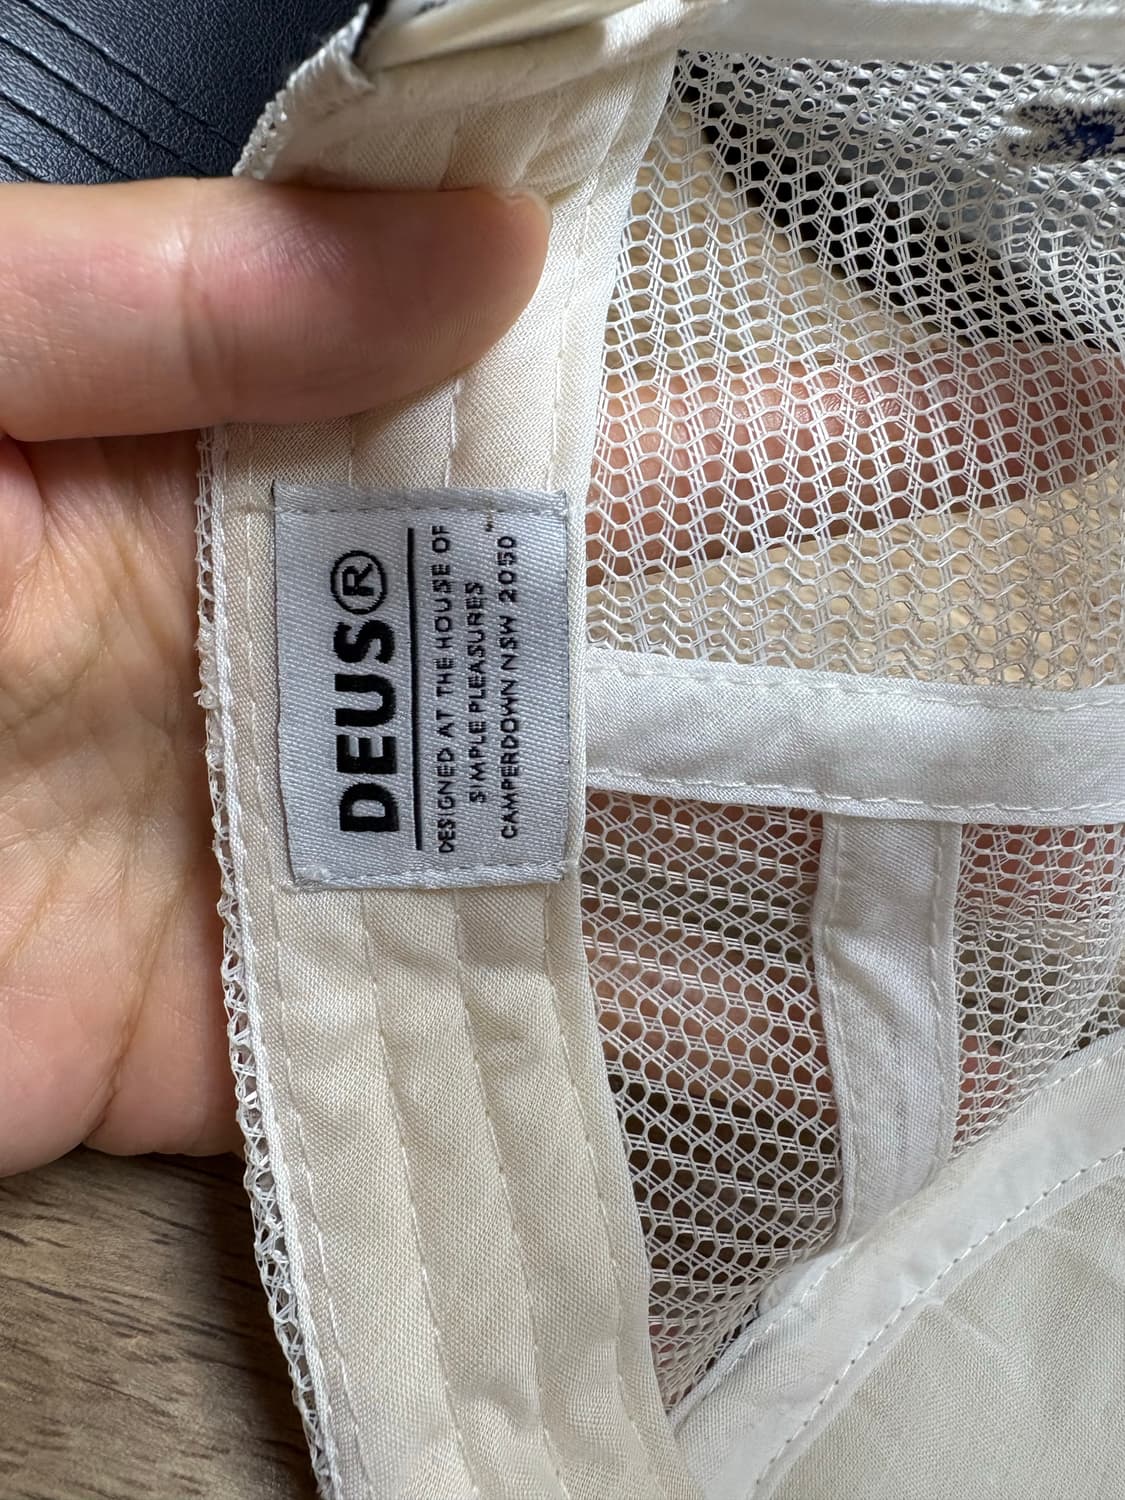 DEUS®
DESIGNED AT THE HOUSE OF
SIMPLE PLEASURES"
CAMPERDOWN NSW 2050"